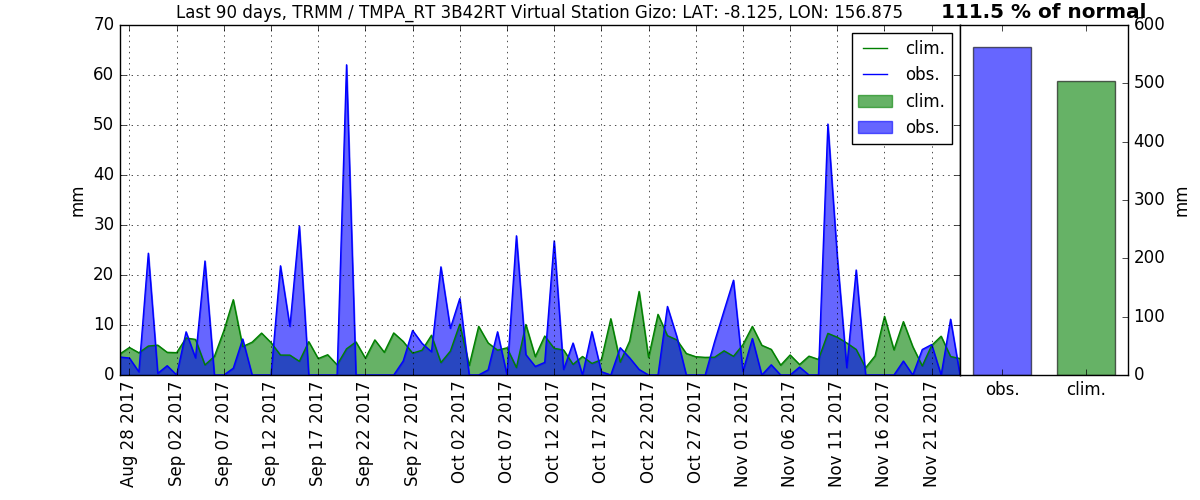 Last 90 days, TRMM / TMPA_RT 3B42RT Virtual Station Gizo: LAT: -8.125, LON: 156.875
111.5 % of normal
70
60
50
40
30
20
10
0
mm
clim.
obs.
clim.
obs.
600
500
400
300
200
100
0
mm
obs.
clim.
Aug 28 2017
Sep 02 2017
Sep 07 2017
Sep 12 2017
Sep 17 2017
Sep 22 2017
Sep 27 2017
Oct 02 2017
Oct 07 2017
Oct 12 2017
Oct 17 2017
Oct 22 2017
Oct 27 2017
Nov 01 2017
Nov 06 2017
Nov 11 2017
Nov 16 2017
Nov 21 2017